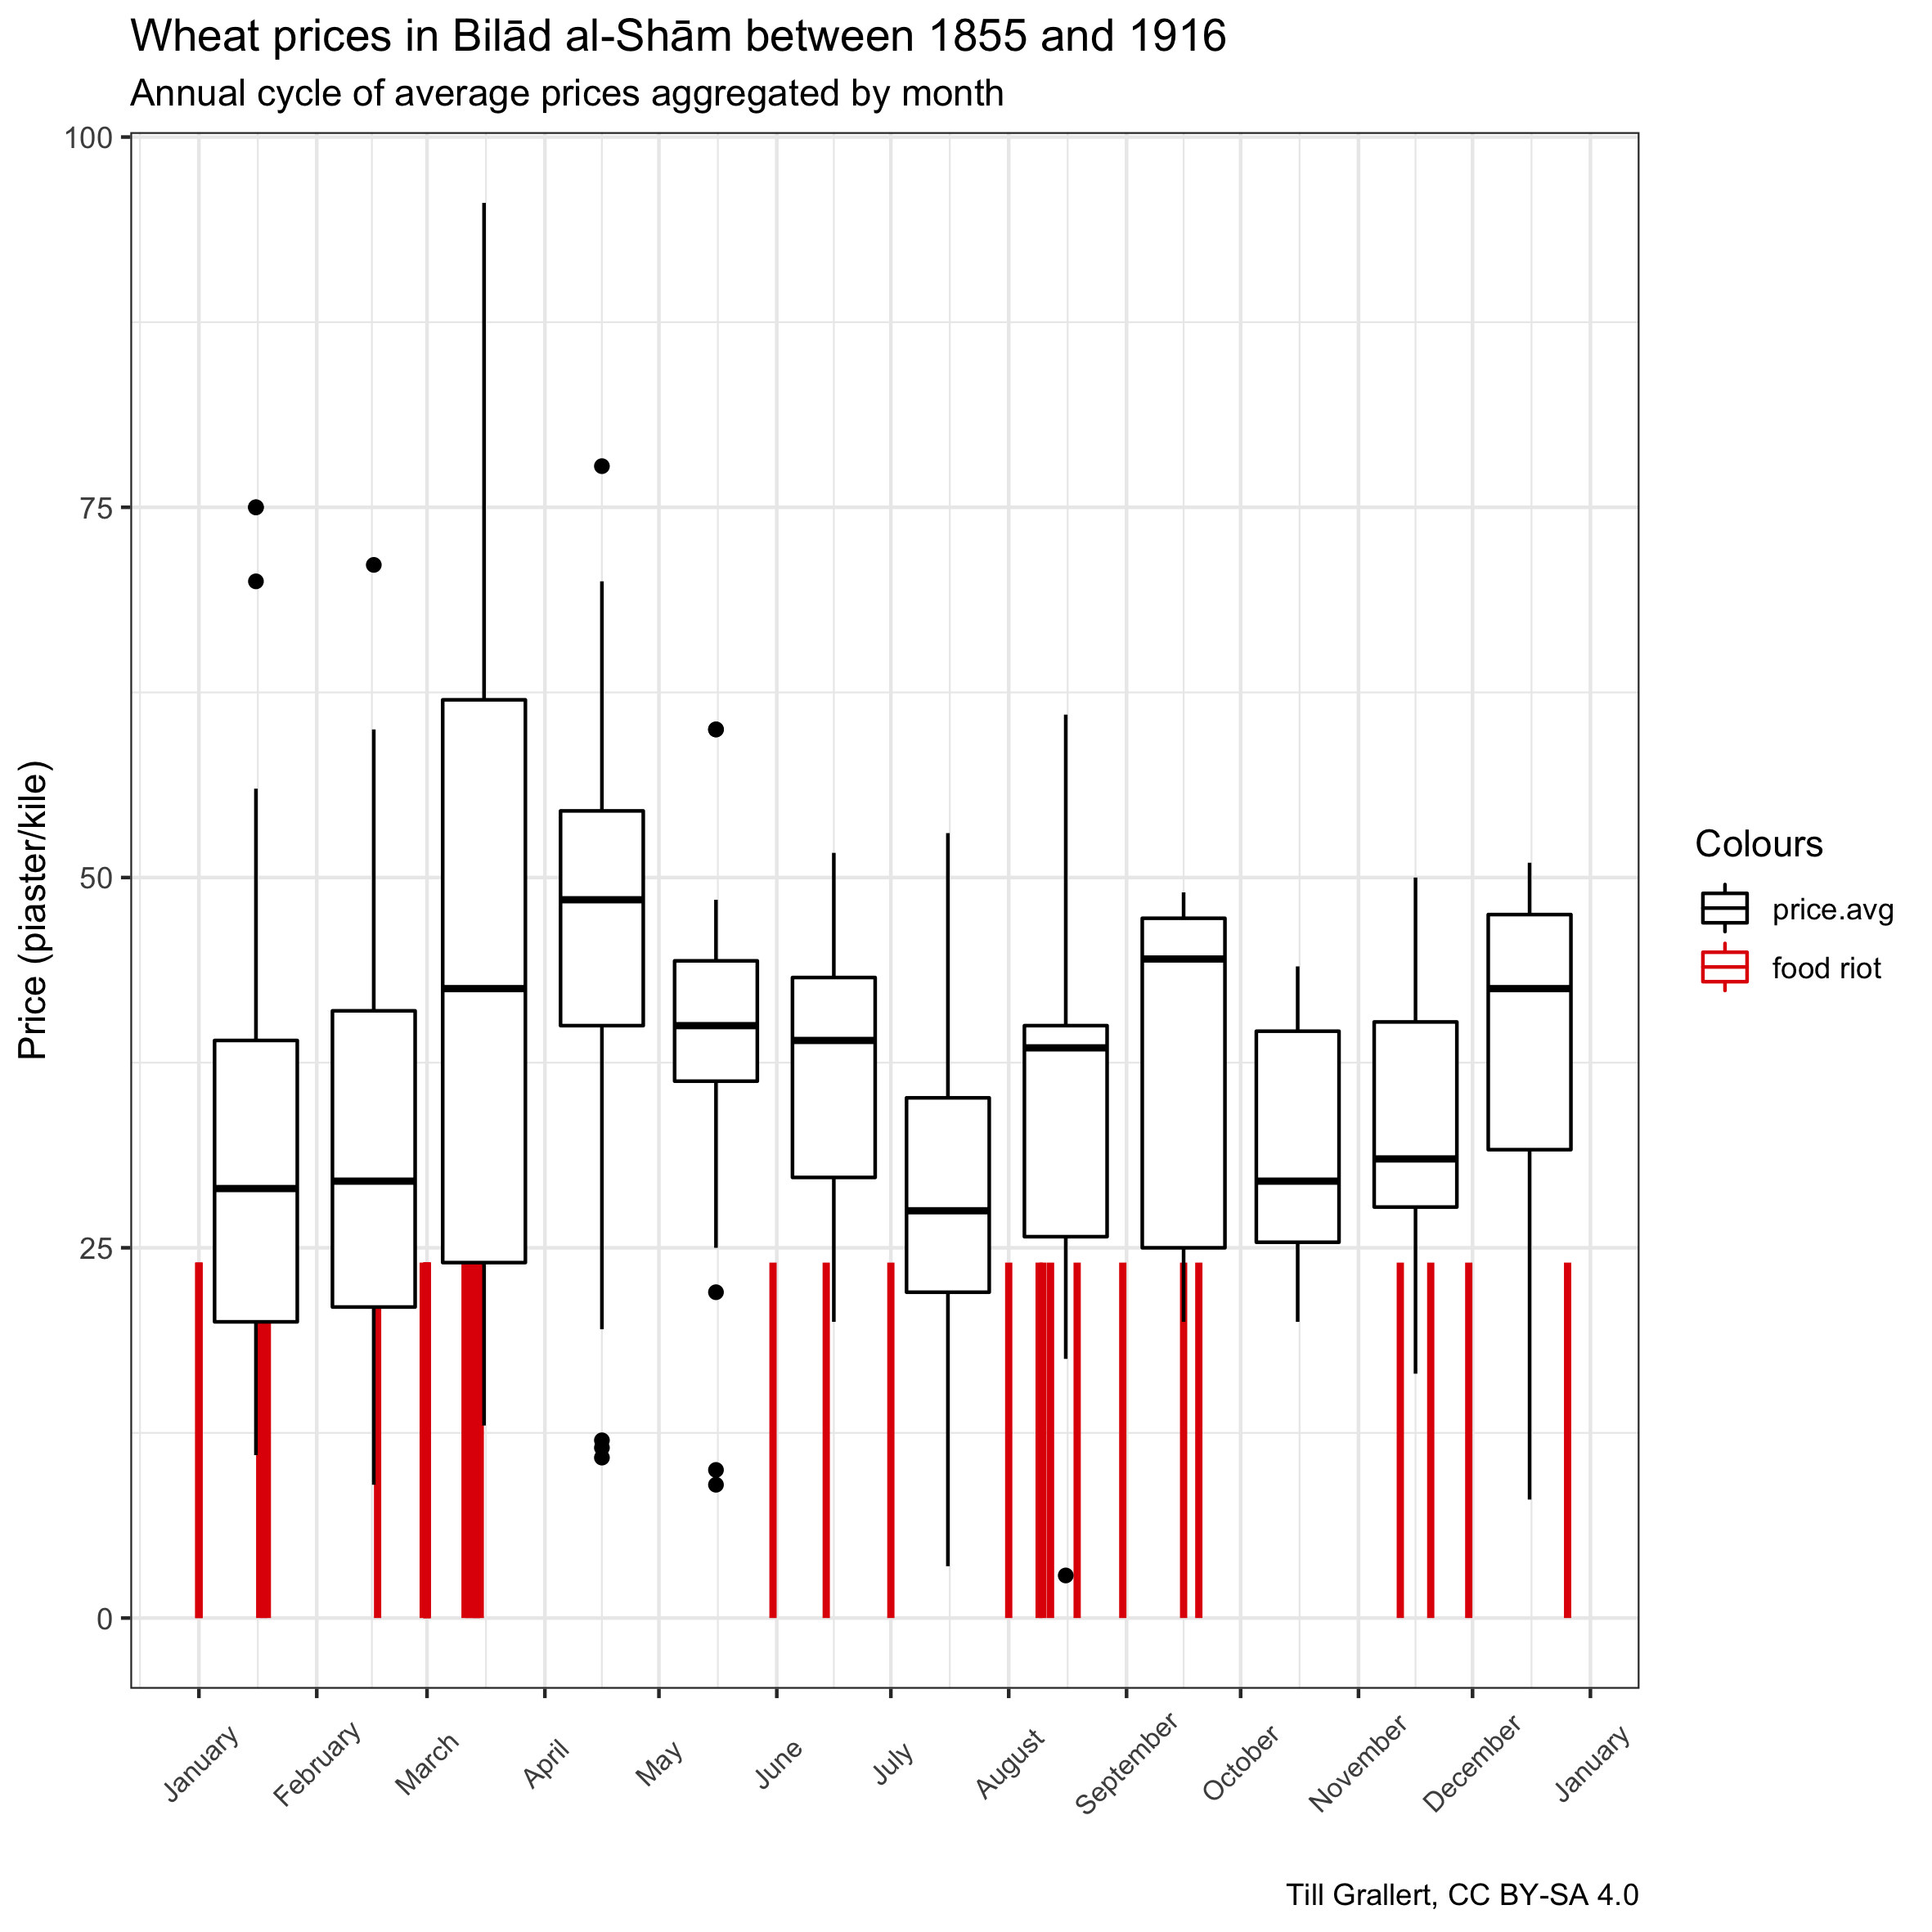 Wheat prices in Bilād al-Shām between 1855 and 1916
Annual cycle of average prices aggregated by month
100
75
50
25
0
Price (piaster/kile)
January
February
March
April
May
June
July
August
September
October
November
December
January
Colours
price.avg
food riot
Till Grallert, CC BY-SA 4.0